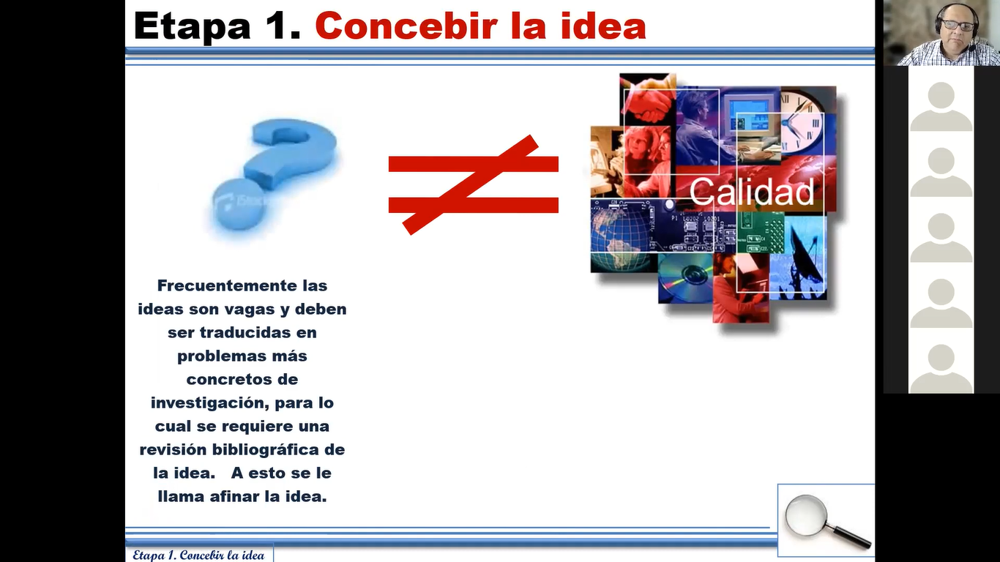 Etapa 1. Concebir la idea
Calidad
Frecuentemente las
ideas son vagas y deben
ser traducidas en
problemas más
concretos de
investigación, para lo
cual se requiere una
revisión bibliográfica de
la idea. A esto se le
llama afinar la idea.
Etapa 1. Concebir la idea